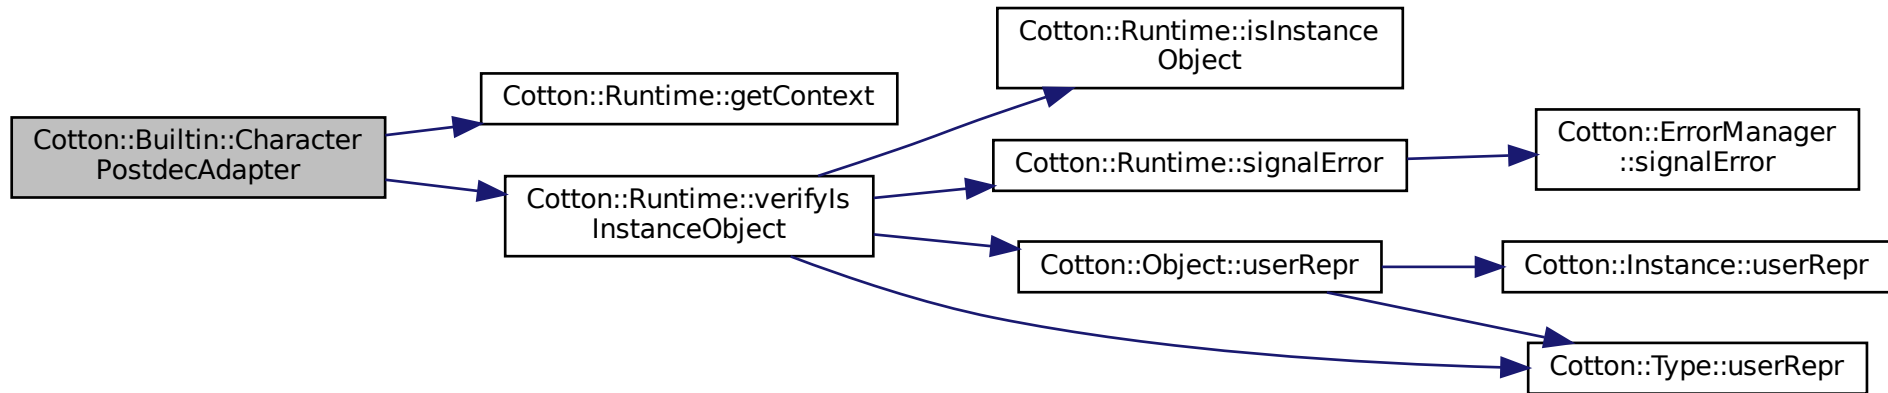 Cotton::Builtin::Character
PostdecAdapter
Cotton::Runtime::getContext
Cotton::Runtime::verifyIs
InstanceObject
Cotton::Runtime::isInstance
Object
Cotton::Runtime::signalError
Cotton::Object::userRepr
Cotton::ErrorManager
::signalError
Cotton::Instance::userRepr
Cotton::Type::userRepr